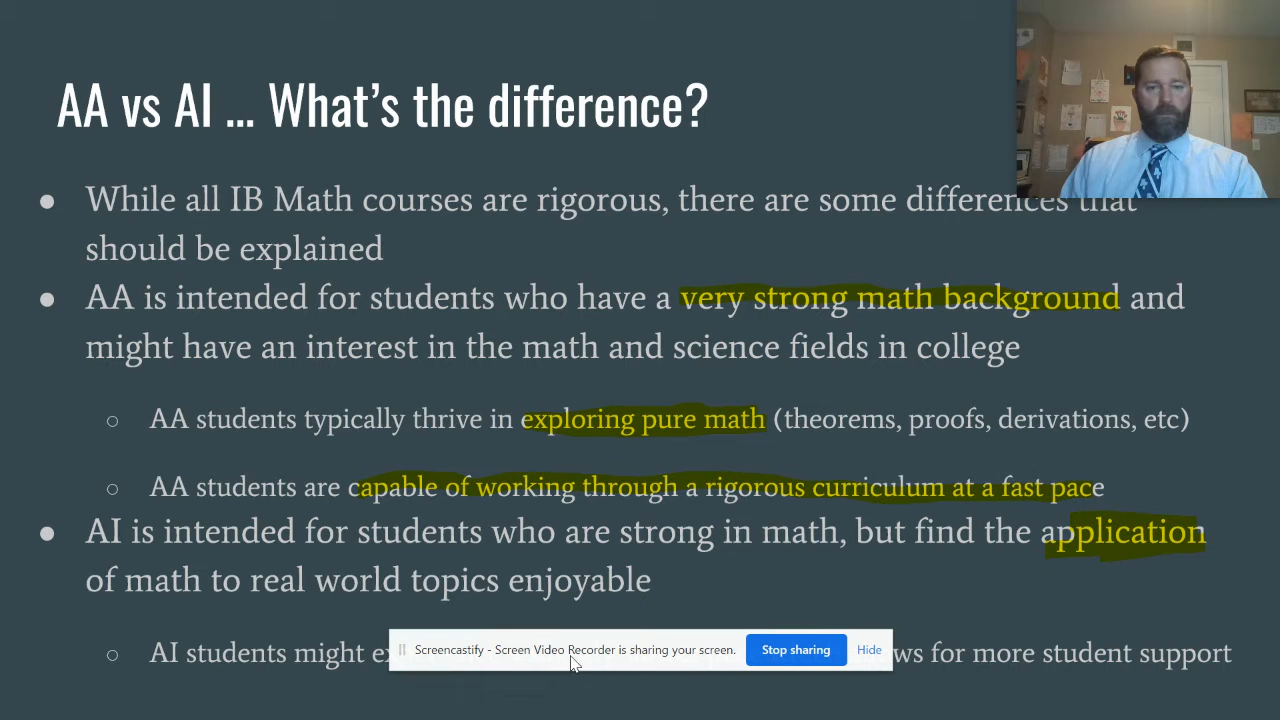 AA vs AI ... What's the difference?
● While all IB Math courses are rigorous, there are some differences that
should be explained
● AA is intended for students who have a very strong math background and
might have an interest in the math and science fields in college
○ AA students typically thrive in exploring pure math (theorems, proofs, derivations, etc)
○ AA students are capable of working through a rigorous curriculum at a fast pace
● AI is intended for students who are strong in math, but find the application
of math to real world topics enjoyable
○ AI students might for more student support
Screencastify - Screen Video Recorder is sharing your screen. Stop sharing Hide